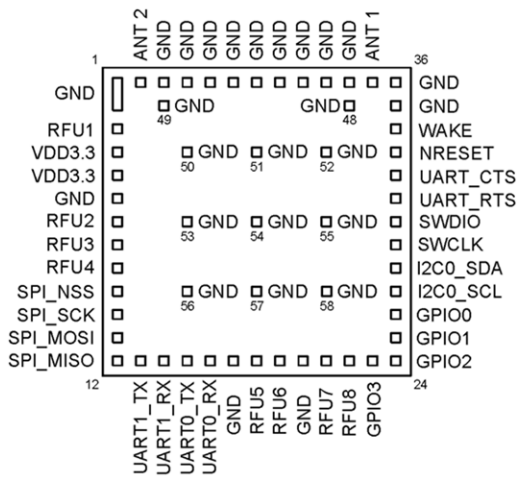 ANT 2
GND
GND
GND
GND
GND
GND
GND
GND
GND
ANT 1
1
36
GND
RFU1
VDD3.3
VDD3.3
GND
RFU2
RFU3
RFU4
SPI_NSS
SPI_SCK
SPI_MOSI
SPI_MISO
GND
49
GND
48
GND
50
GND
51
GND
52
GND
53
GND
54
GND
55
GND
56
GND
57
GND
58
GND
GND
WAKE
NRESET
UART_CTS
UART_RTS
SWDIO
SWCLK
I2C0_SDA
I2C0_SCL
GPIO0
GPIO1
GPIO2
12
24
UART1_TX
UART1_RX
UART0_TX
UART0_RX
GND
RFU5
RFU6
GND
RFU7
RFU8
GPIO3